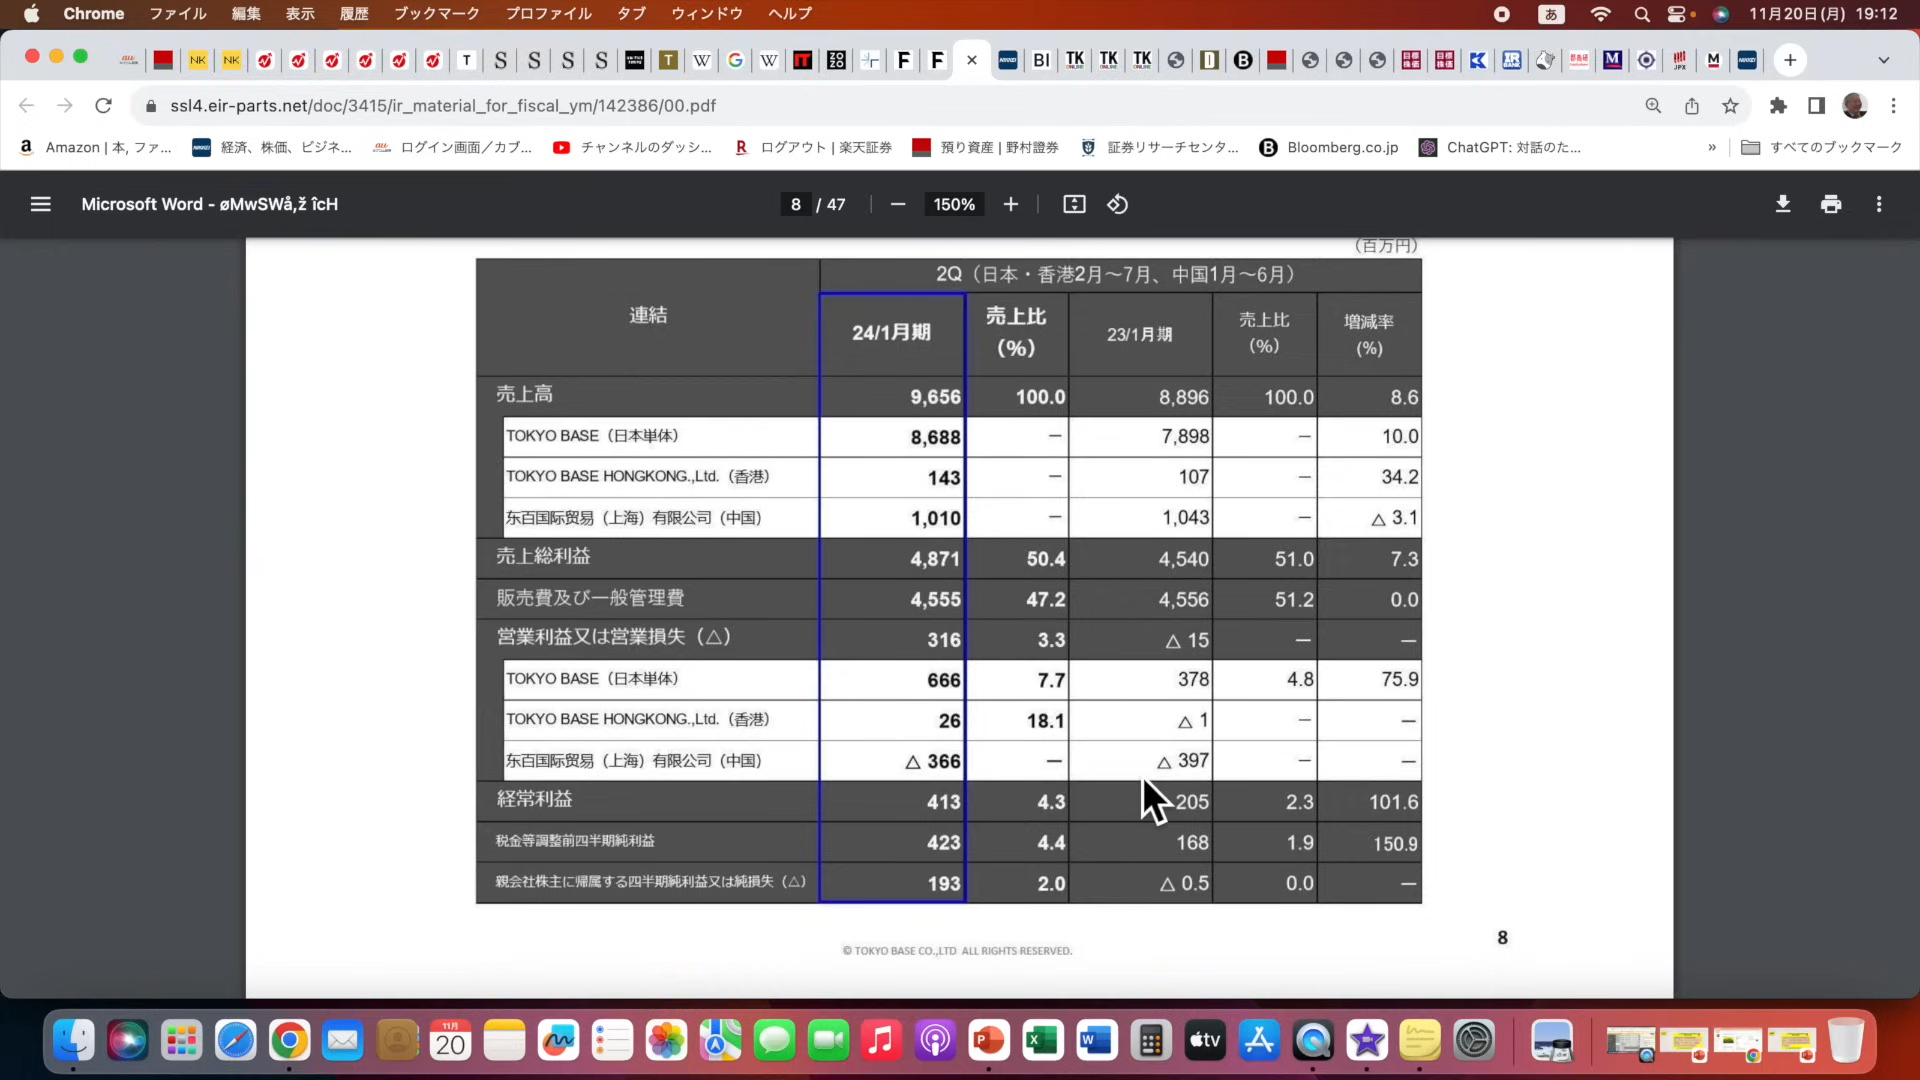 Chrome ファイル 編集 表示 履歴 ブックマーク プロファイル タブ ウィンドウ ヘルプ あ 11月20日(月) 19:12
ssl4.eir-parts.net/doc/3415/ir_material_for_fiscal_ym/142386/00.pdf
Amazon | 本, ファ... 経済、株価、ビジネ... ログイン画面／カブ... チャンネルのダッシ... ログアウト | 楽天証券 預り資産 | 野村證券 証券リサーチセンタ... Bloomberg.co.jp ChatGPT: 対話のた... » すべてのブックマーク
Microsoft Word - øMwSWå‚ž îcH 8 / 47 150%
（百万円）
2Q（日本・香港2月～7月、中国1月～6月）
連結 24/1月期 売上比（%） 23/1月期 売上比（%） 増減率（%）
売上高 9,656 100.0 8,896 100.0 8.6
TOKYO BASE（日本単体） 8,688 － 7,898 － 10.0
TOKYO BASE HONGKONG.,Ltd.（香港） 143 － 107 － 34.2
东百国际贸易（上海）有限公司（中国） 1,010 － 1,043 － △ 3.1
売上総利益 4,871 50.4 4,540 51.0 7.3
販売費及び一般管理費 4,555 47.2 4,556 51.2 0.0
営業利益又は営業損失（△） 316 3.3 △ 15 － －
TOKYO BASE（日本単体） 666 7.7 378 4.8 75.9
TOKYO BASE HONGKONG.,Ltd.（香港） 26 18.1 △ 1 － －
东百国际贸易（上海）有限公司（中国） △ 366 － △ 397 － －
経常利益 413 4.3 205 2.3 101.6
税金等調整前四半期純利益 423 4.4 168 1.9 150.9
親会社株主に帰属する四半期純利益又は純損失（△） 193 2.0 △ 0.5 0.0 －
8
© TOKYO BASE CO.,LTD ALL RIGHTS RESERVED.
11月
20
tv